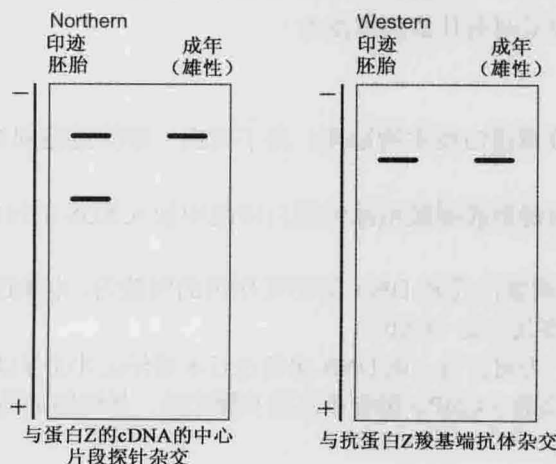 Northern
印迹
胚胎
成年
（雄性）
−
+
与蛋白Z的cDNA的中心
片段探针杂交
Western
印迹
胚胎
成年
（雄性）
−
+
与抗蛋白Z羧基端抗体杂交